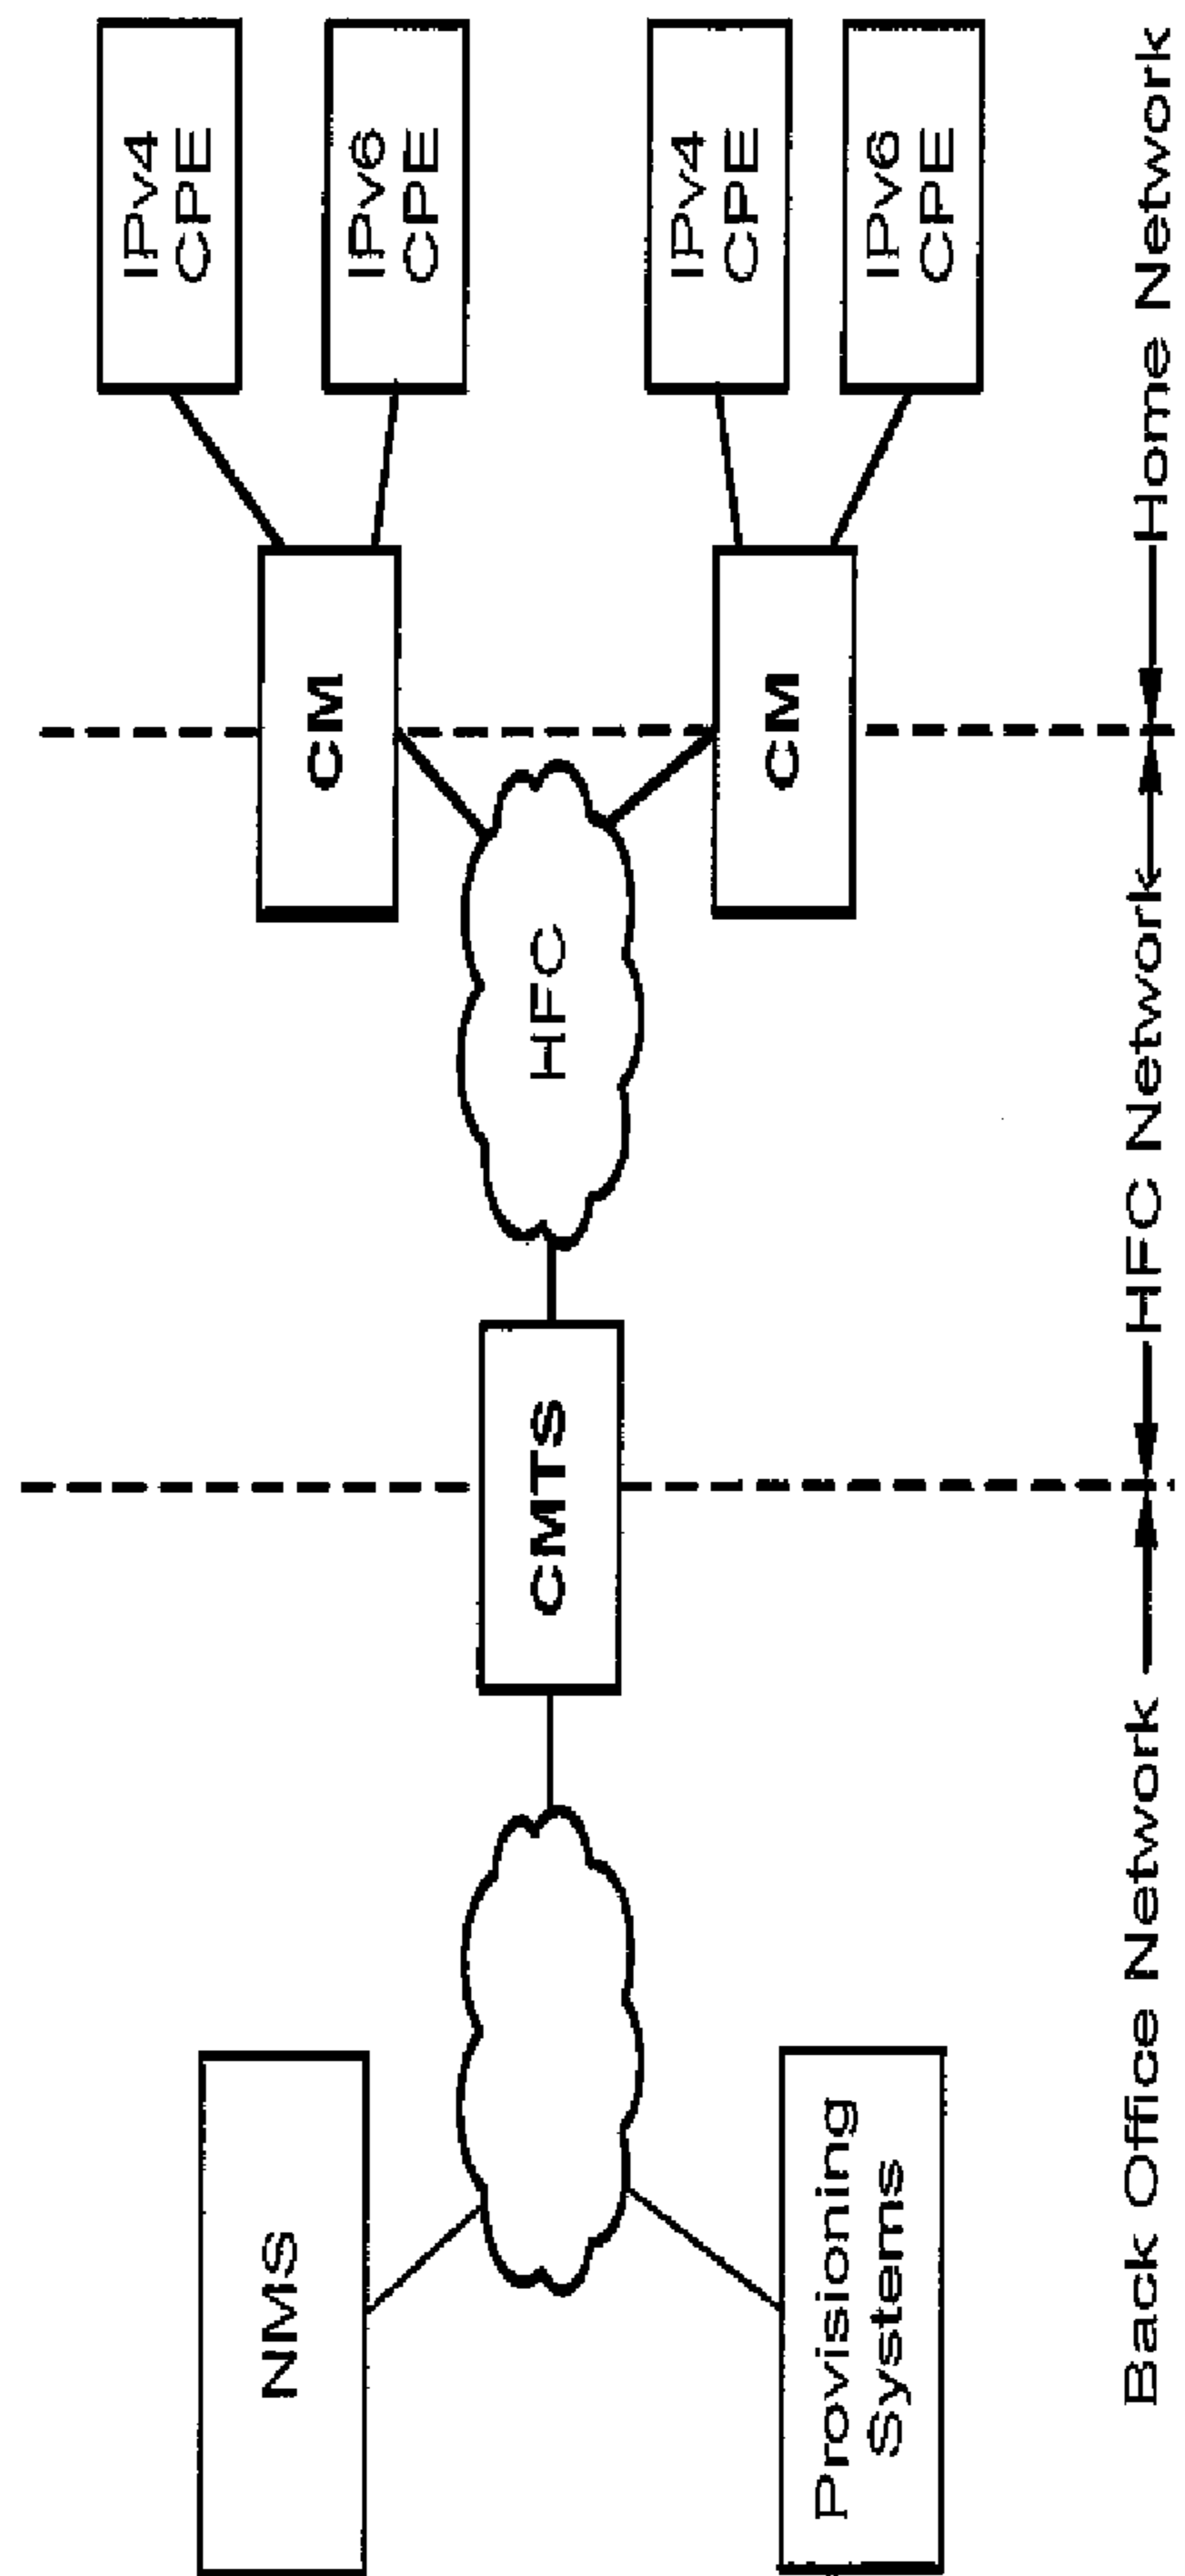 NMS
Provisioning
Systems
CMTS
HFC
CM
CM
IPv4
CPE
IPv6
CPE
IPv4
CPE
IPv6
CPE
Back Office Network
HFC Network
Home Network